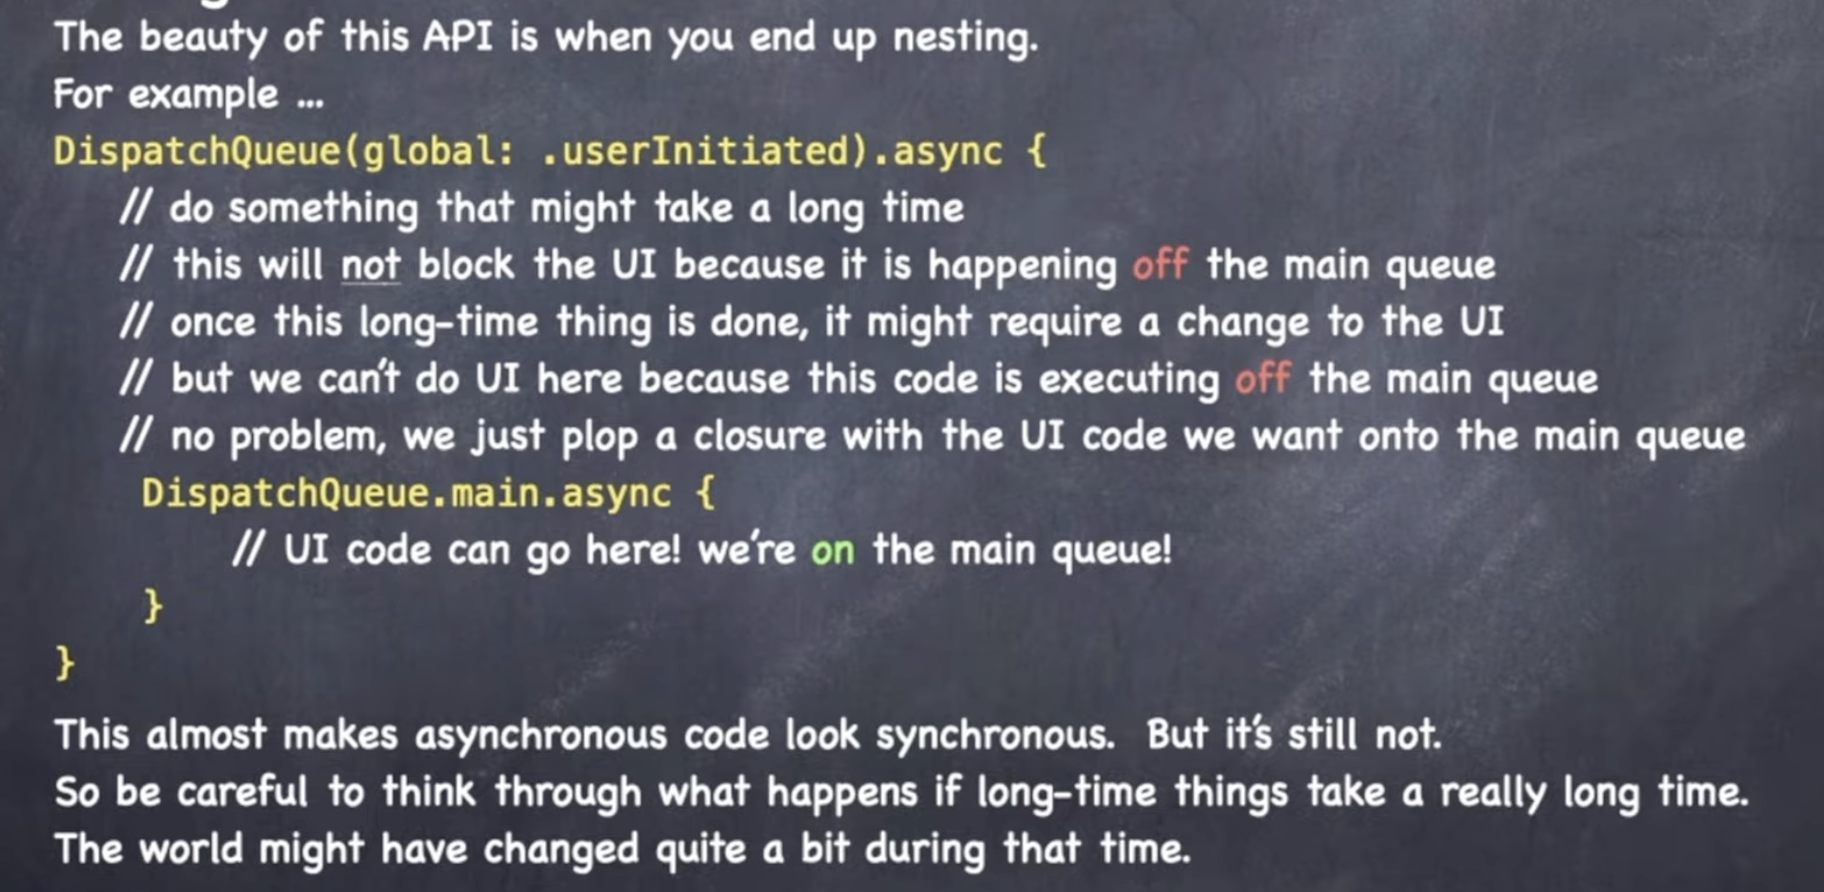 The beauty of this API is when you end up nesting.
For example ...
DispatchQueue(global: .userInitiated).async {
// do something that might take a long time
// this will not block the UI because it is happening off the main queue
// once this long-time thing is done, it might require a change to the UI
// but we can't do UI here because this code is executing off the main queue
// no problem, we just plop a closure with the UI code we want onto the main queue
DispatchQueue.main.async {
// UI code can go here! we're on the main queue!
}
}
This almost makes asynchronous code look synchronous. But it's still not.
So be careful to think through what happens if long-time things take a really long time.
The world might have changed quite a bit during that time.